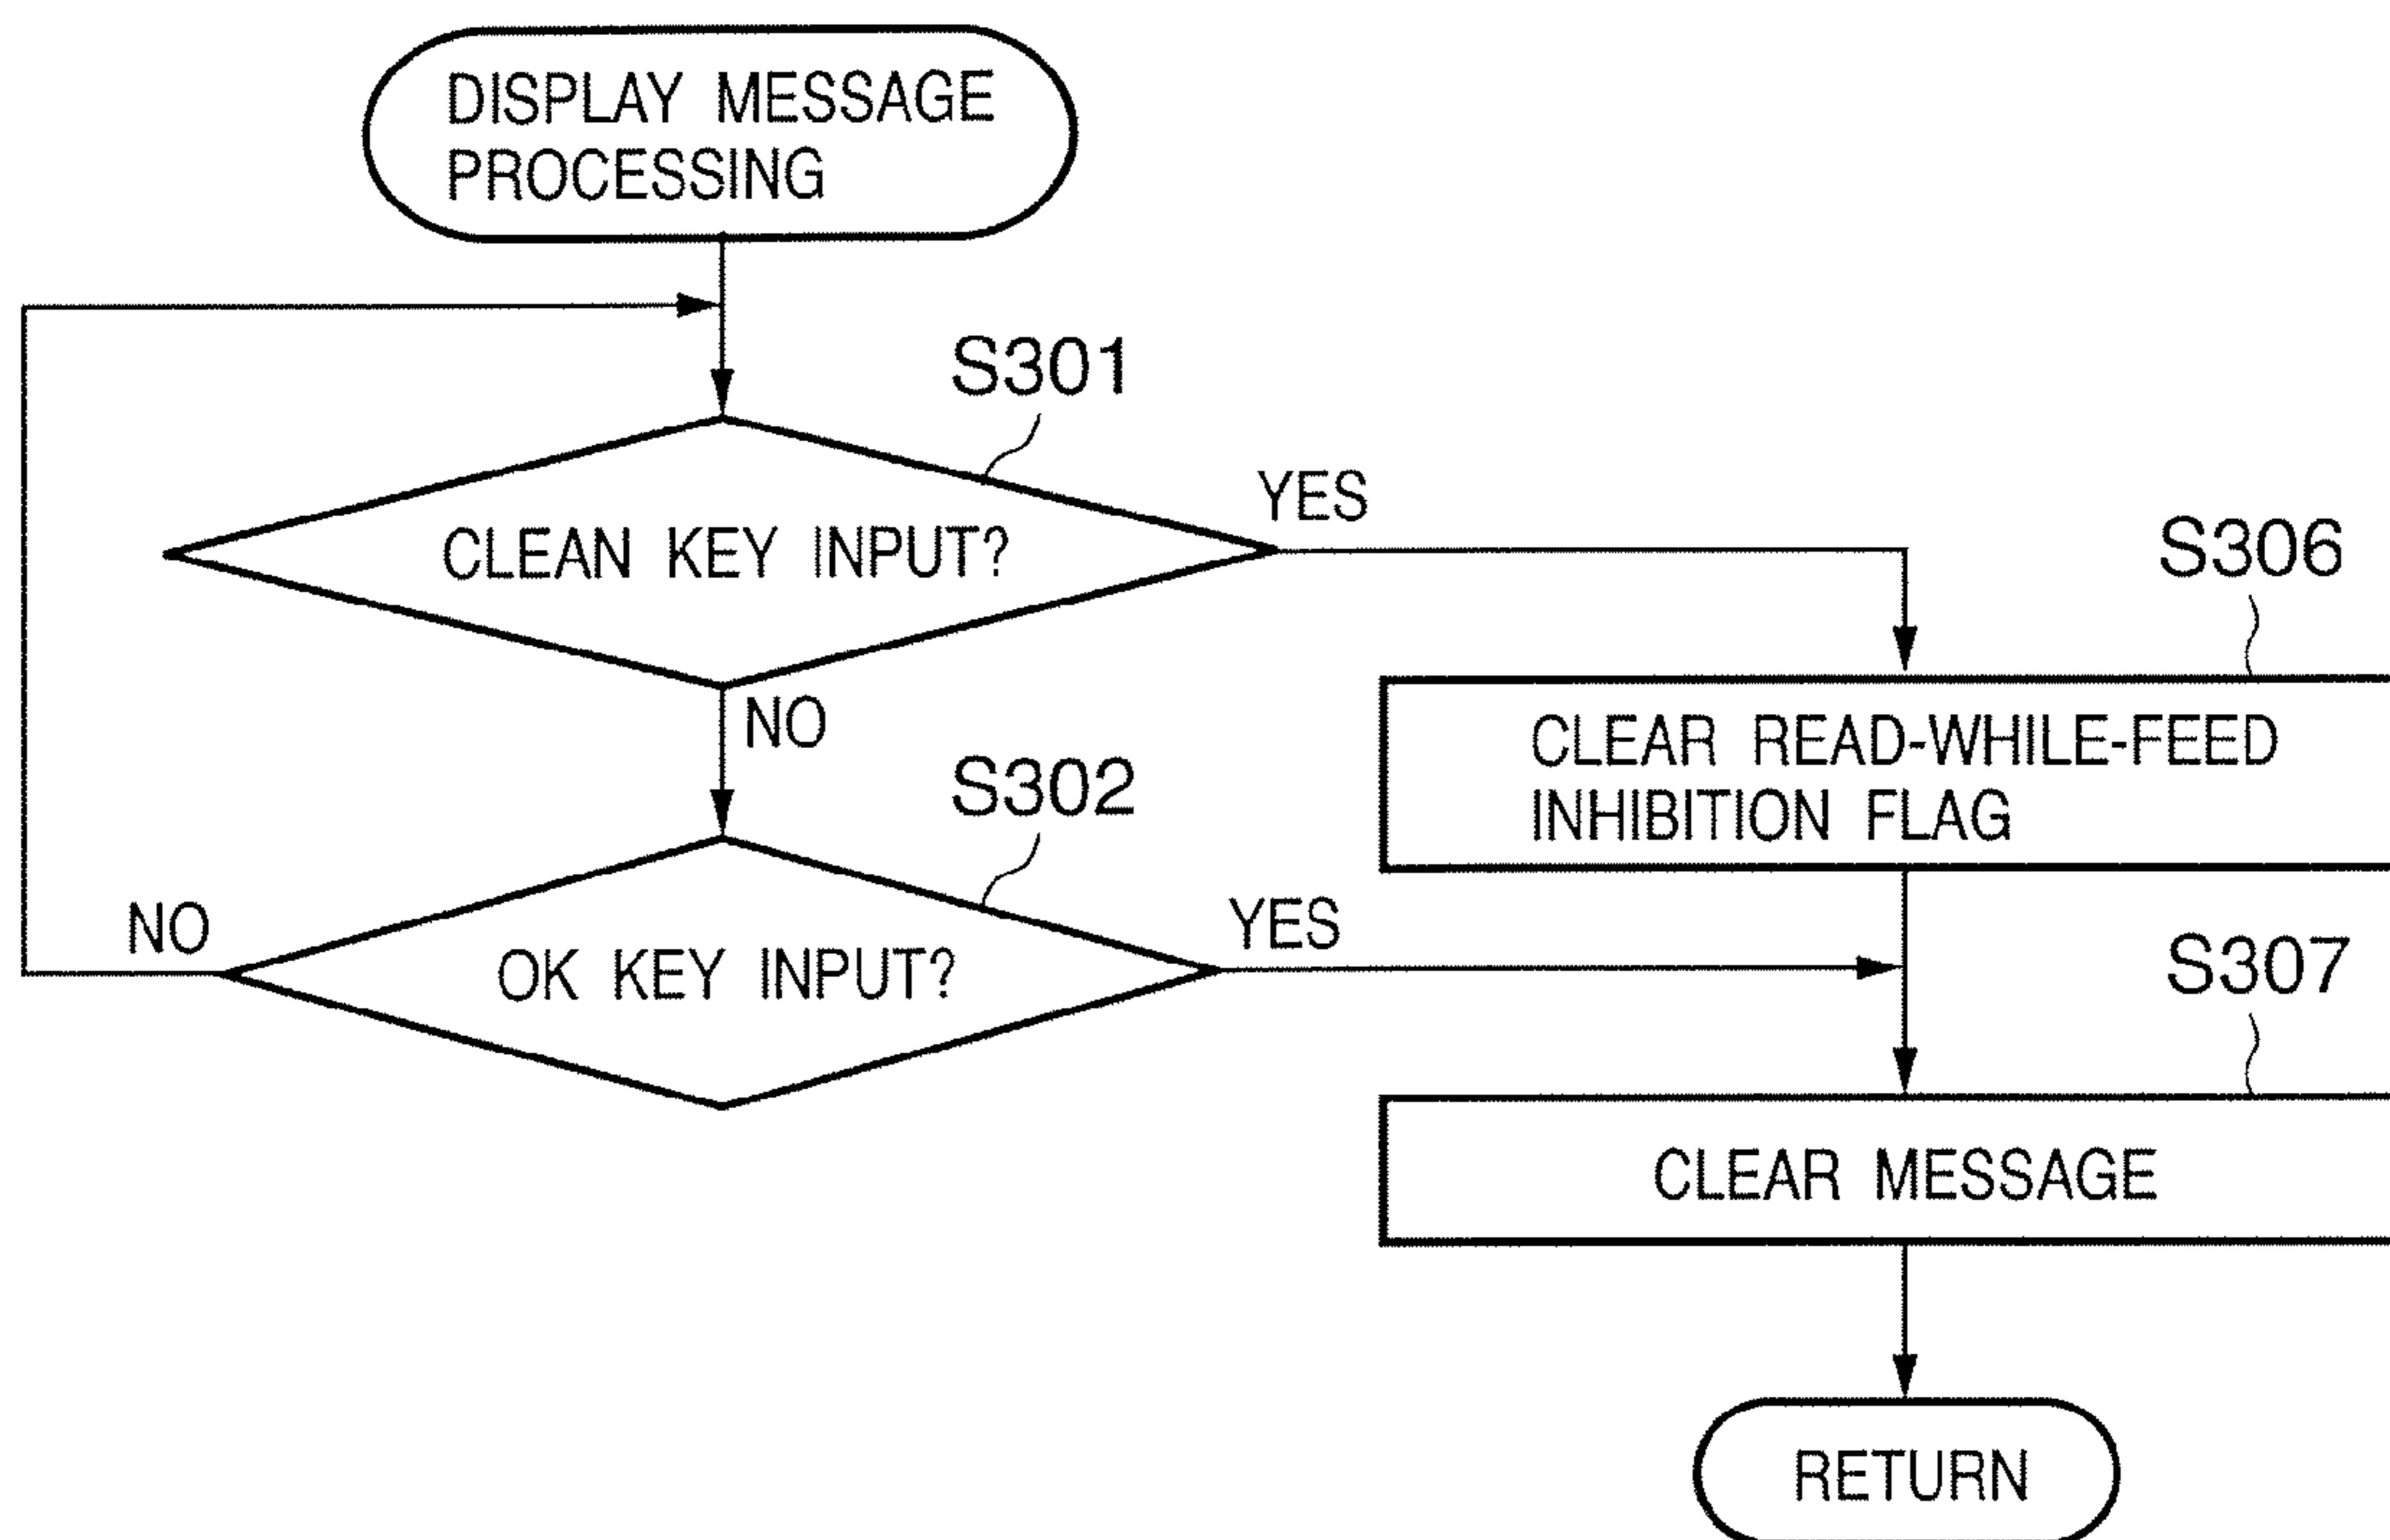 DISPLAY MESSAGE
PROCESSING
S301
CLEAN KEY INPUT?
YES
NO
S306
CLEAR READ-WHILE-FEED
INHIBITION FLAG
S302
OK KEY INPUT?
NO
YES
S307
CLEAR MESSAGE
RETURN